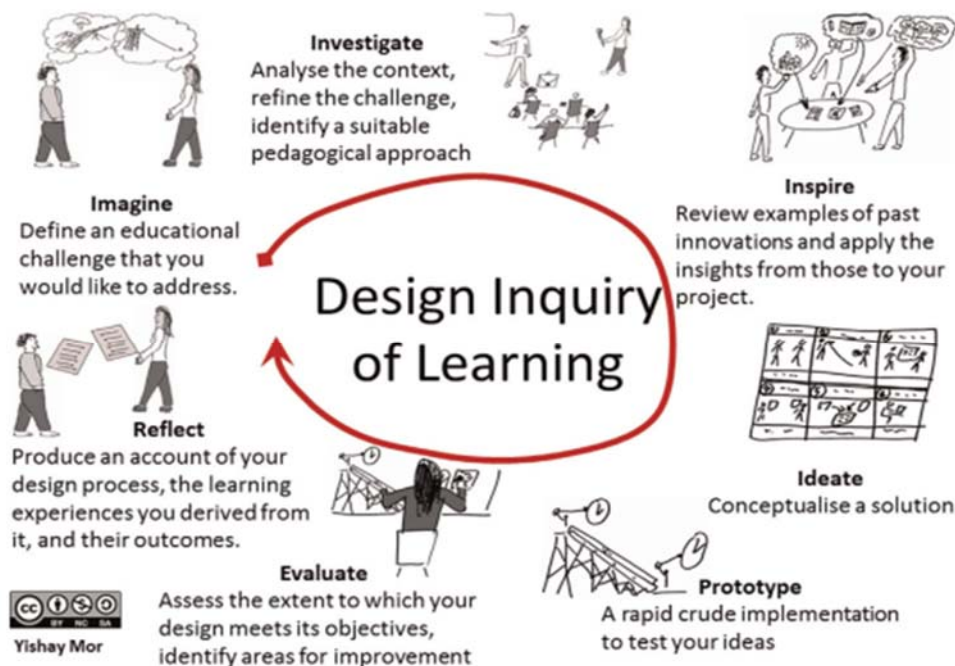 Investigate
Analyse the context,
refine the challenge,
identify a suitable
pedagogical approach
Imagine
Define an educational
challenge that you
would like to address.
Inspire
Review examples of past
innovations and apply the
insights from those to your
project.
Design Inquiry
of Learning
Reflect
Produce an account of your
design process, the learning
experiences you derived from
it, and their outcomes.
Ideate
Conceptualise a solution
Evaluate
Assess the extent to which your
design meets its objectives,
identify areas for improvement
Prototype
A rapid crude implementation
to test your ideas
cc
BY NC SA
Yishay Mor